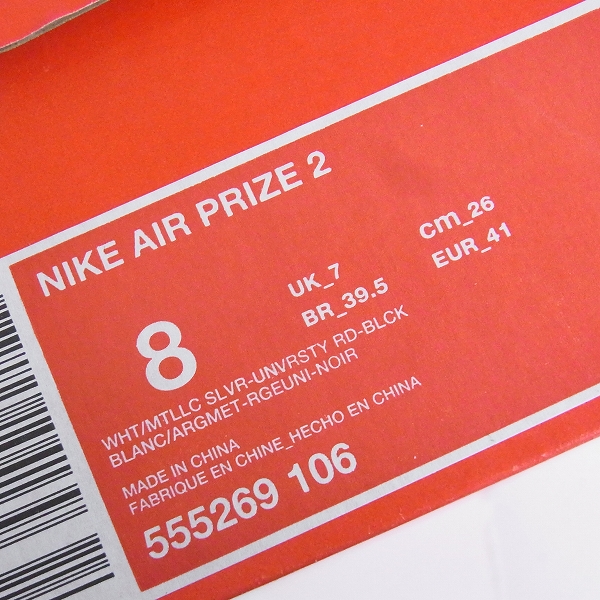 NIKE AIR PRIZE 2
8
UK_7
cm_26
BR_39.5
EUR_41
WHT/MTLLC SLVR-UNVRSTY RD-BLCK
BLANC/ARGMET-RGEUNI-NOIR
MADE IN CHINA
FABRIQUE EN CHINE_HECHO EN CHINA
555269 106